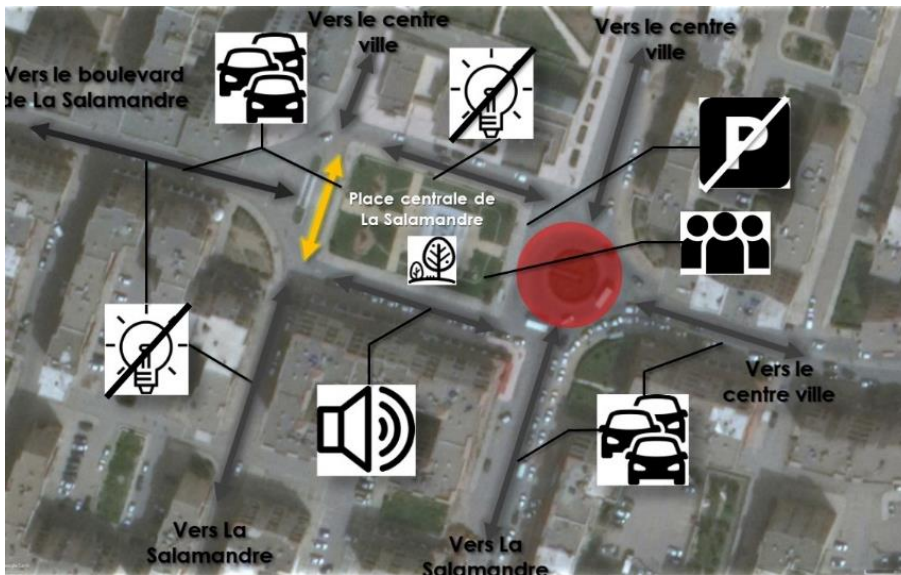 Vers le centre
ville
Vers le centre
ville
Vers le boulevard
de La Salamandre
P
Place centrale de
La Salamandre
Vers le
centre ville
Vers La
Salamandre
Vers La
Salamandre